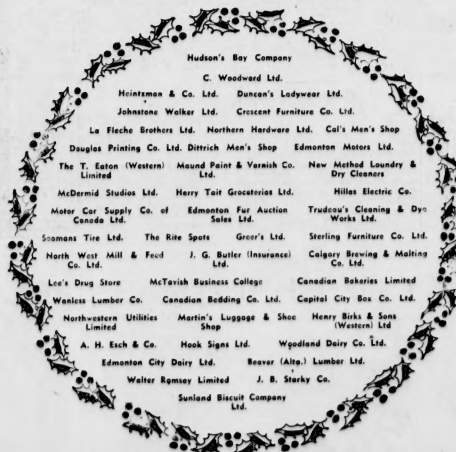 Hudson's Bay Company
C. Woodward Ltd.
Heintzman & Co. Ltd. Duncan's Ladywear Ltd.
Johnstone Walker Ltd. Crescent Furniture Co. Ltd.
La Fleche Brothers Ltd. Northern Hardware Ltd. Cal's Men's Shop
Douglas Printing Co. Ltd. Dittrich Men's Shop Edmonton Motors Ltd.
The T. Eaton (Western) Mound Paint & Varnish Co. New Method Laundry &
Limited Ltd. Dry Cleaners
McDermid Studios Ltd. Harry Tait Groceterias Ltd. Hillas Electric Co.
Motor Car Supply Co. of Edmonton Fur Auction Trudeau's Cleaning & Dye
Canada Ltd. Sales Ltd. Works Ltd.
Seamans Tire Ltd. The Rite Spots Greer's Ltd. Sterling Furniture Co. Ltd.
North West Mill & Feed J. G. Butler (Insurance) Calgary Brewing & Malting
Co. Ltd. Ltd. Co. Ltd.
Lee's Drug Store McTavish Business College Canadian Bakeries Limited
Wanless Lumber Co. Canadian Bedding Co. Ltd. Capital City Box Co. Ltd.
Northwestern Utilities Martin's Luggage & Shoe Henry Birks & Sons
Limited Shop (Western) Ltd
A. H. Esch & Co. Hook Signs Ltd. Woodland Dairy Co. Ltd.
Edmonton City Dairy Ltd. Beaver (Alta.) Lumber Ltd.
Walter Ramsay Limited J. B. Starky Co.
Sunland Biscuit Company
Ltd.